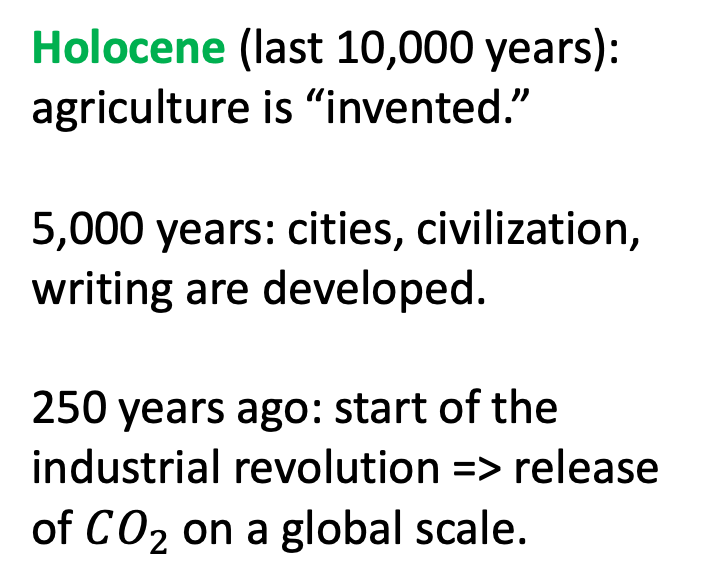 Holocene (last 10,000 years):
agriculture is “invented.”
5,000 years: cities, civilization,
writing are developed.
250 years ago: start of the
industrial revolution => release
of 𝐶𝑂₂ on a global scale.